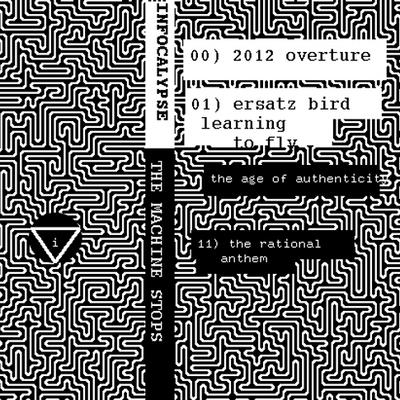 INFOCALYPSE
THE MACHINE STOPS
i
00) 2012 overture
01) ersatz bird
learning
to fly
the age of authenticity
11) the rational
anthem